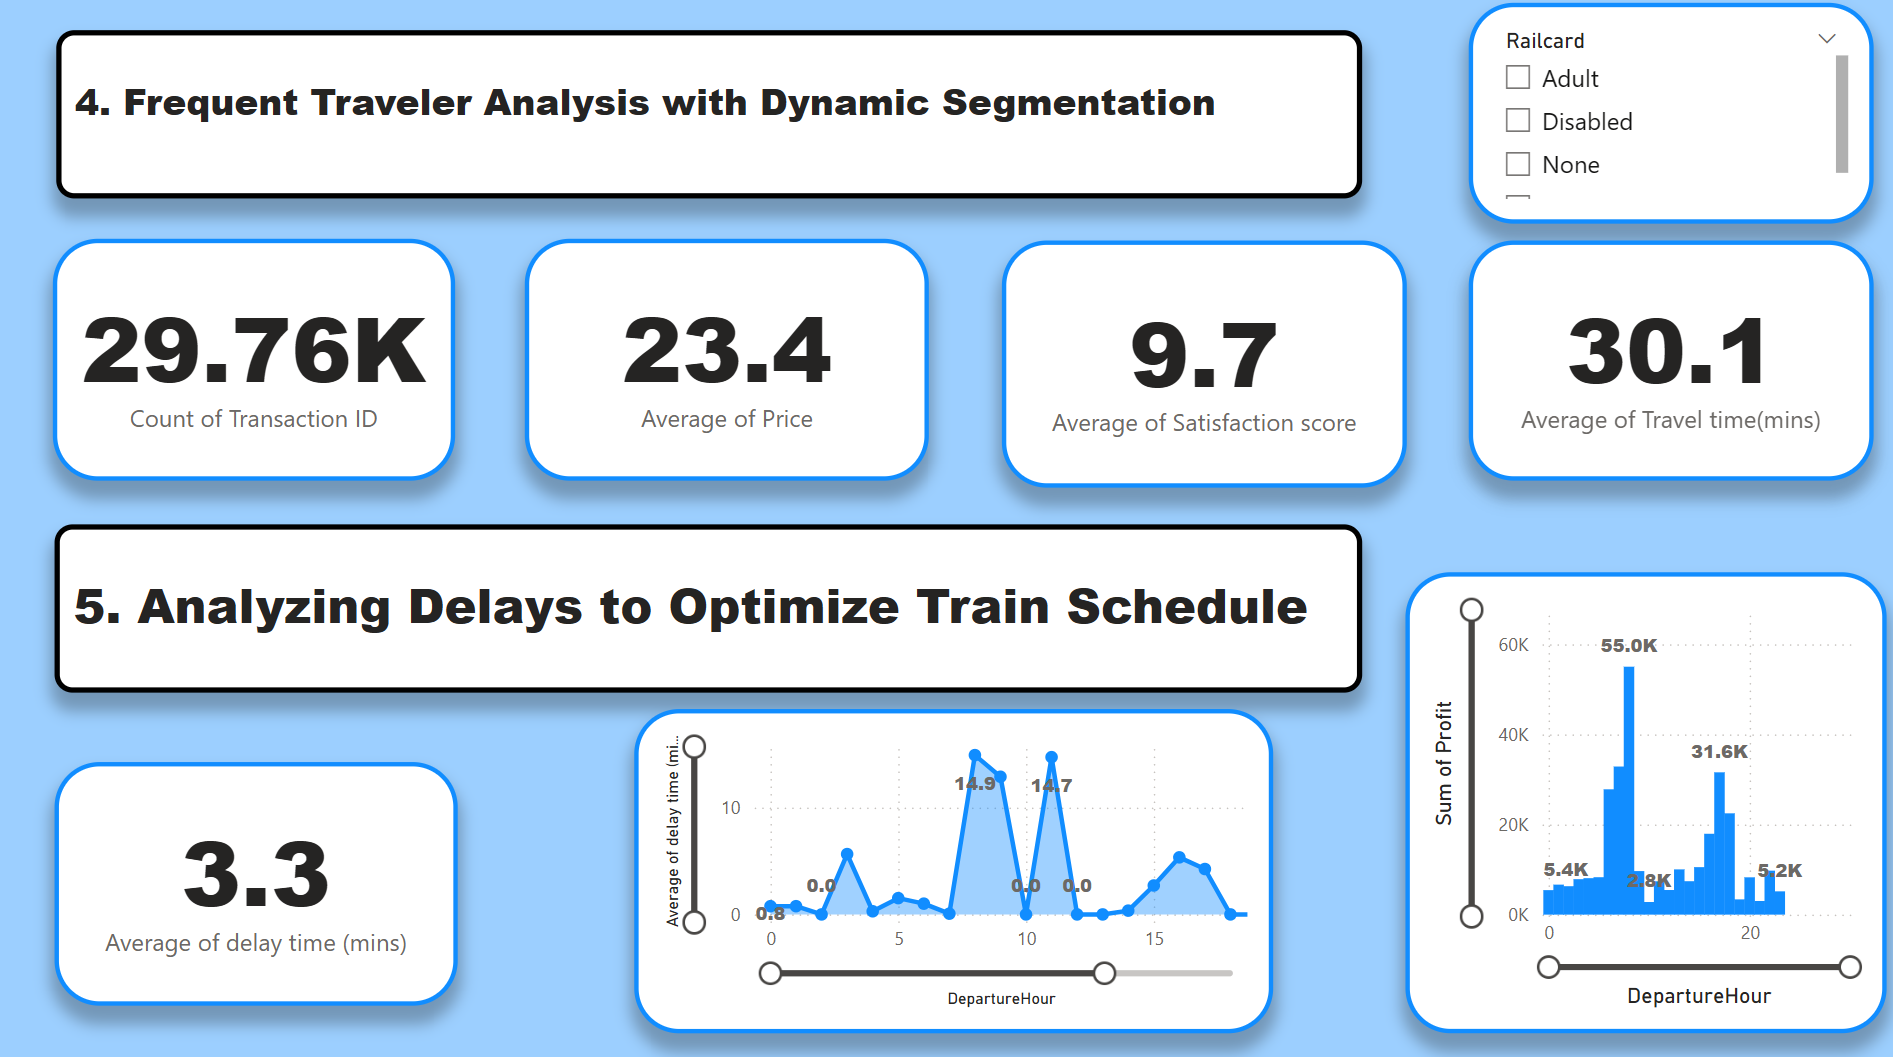 4. Frequent Traveler Analysis with Dynamic Segmentation
Railcard
Adult
Disabled
None
29.76K
Count of Transaction ID
23.4
Average of Price
9.7
Average of Satisfaction score
30.1
Average of Travel time(mins)
5. Analyzing Delays to Optimize Train Schedule
3.3
Average of delay time (mins)
Average of delay time (mi...
10
0
0.8
0.0
14.9
0.0
14.7
0.0
0 5 10 15
DepartureHour
Sum of Profit
60K
40K
20K
0K
55.0K
31.6K
5.4K
2.8K
5.2K
0 20
DepartureHour